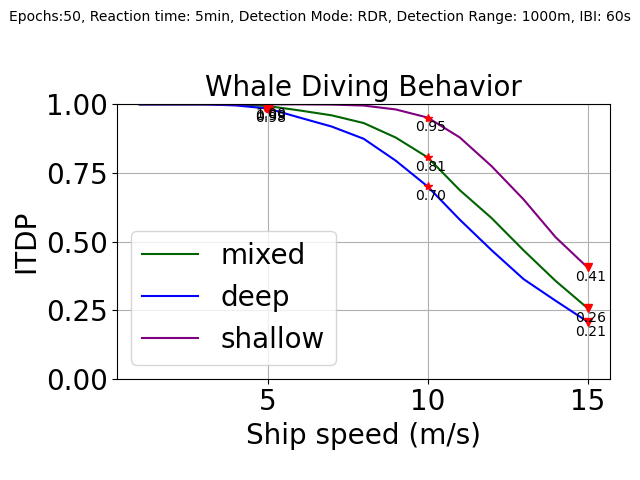 Epochs:50, Reaction time: 5min, Detection Mode: RDR, Detection Range: 1000m, IBI: 60s
Whale Diving Behavior
1.00
0.75
0.50
0.25
0.00
ITDP
0.98
0.95
0.81
0.70
0.41
0.26
0.21
mixed
deep
shallow
5
10
15
Ship speed (m/s)